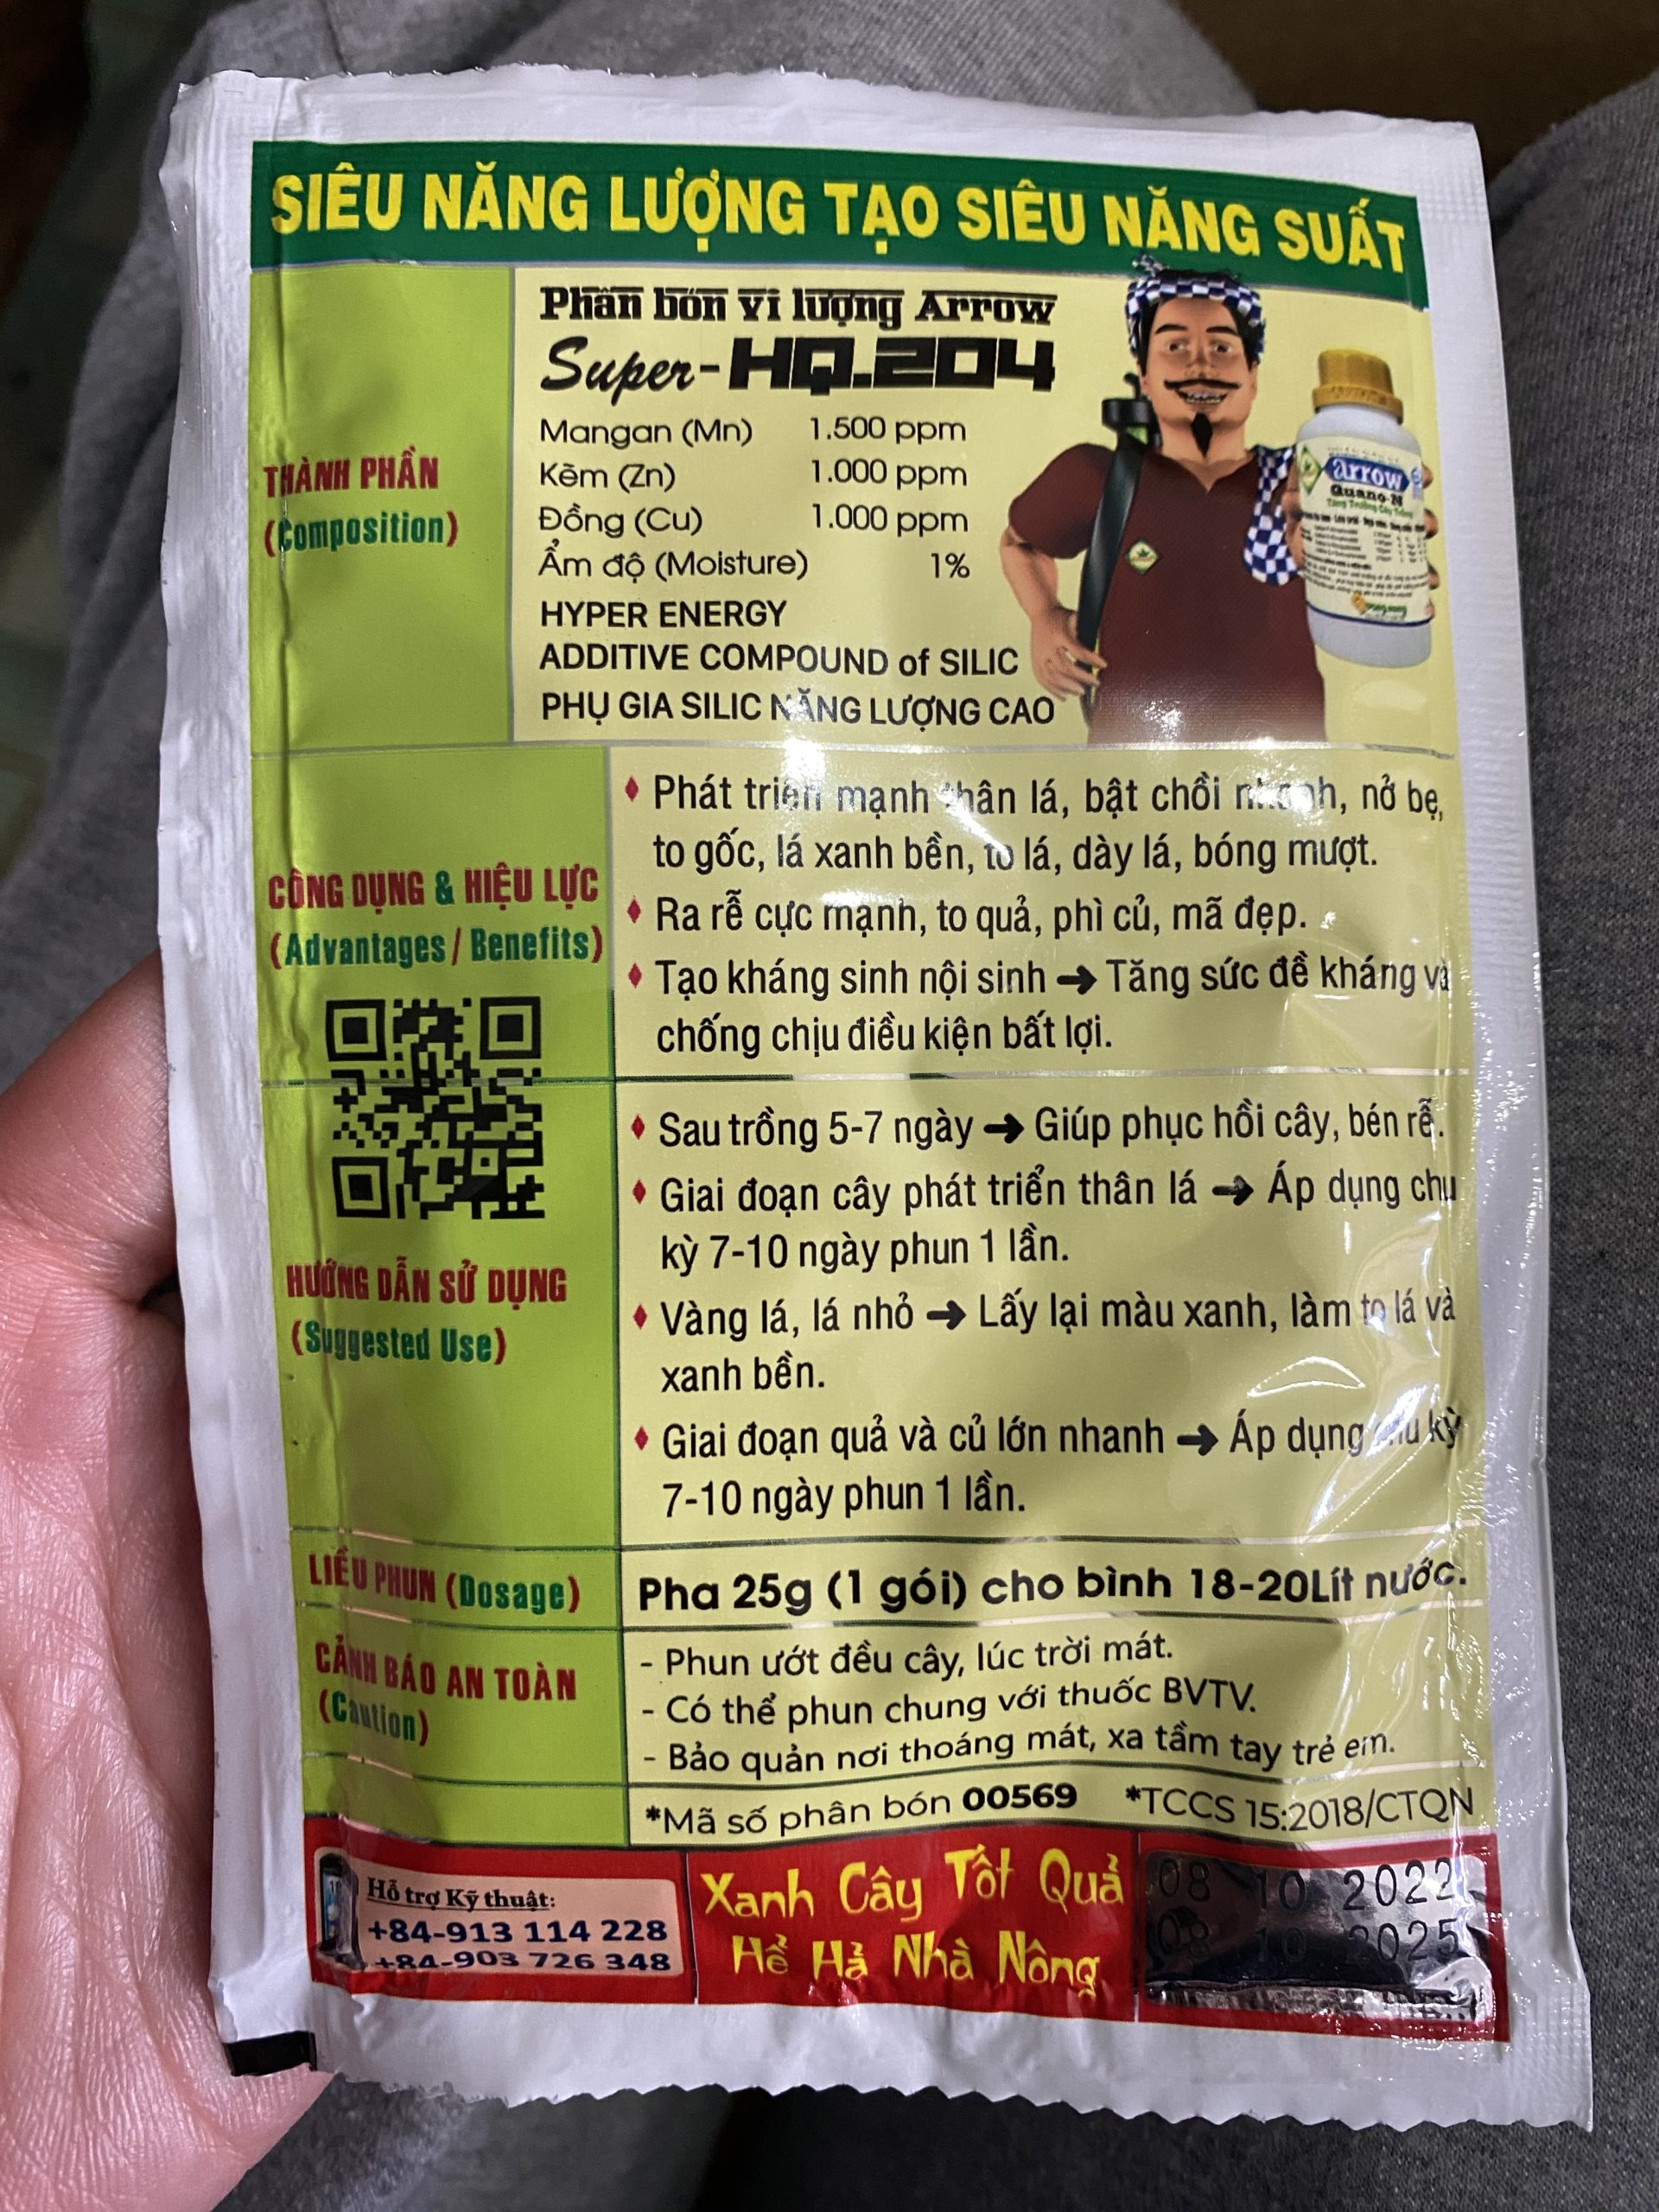 SIÊU NĂNG LƯỢNG TẠO SIÊU NĂNG SUẤT
THÀNH PHẦN
(Composition)
Phân bón vi lượng Arrow
Super-HQ.204
Mangan (Mn) 1.500 ppm
Kẽm (Zn) 1.000 ppm
Đồng (Cu) 1.000 ppm
Ẩm độ (Moisture) 1%
HYPER ENERGY
ADDITIVE COMPOUND of SILIC
PHỤ GIA SILIC NĂNG LƯỢNG CAO
arrow
Quano-N
Tăng Trưởng Cây Trồng
CÔNG DỤNG & HIỆU LỰC
(Advantages / Benefits)
♦ Phát triển mạnh thân lá, bật chồi nhanh, nở bẹ,
to gốc, lá xanh bền, to lá, dày lá, bóng mượt.
♦ Ra rễ cực mạnh, to quả, phì củ, mã đẹp.
♦ Tạo kháng sinh nội sinh ➔ Tăng sức đề kháng và
chống chịu điều kiện bất lợi.
HƯỚNG DẪN SỬ DỤNG
(Suggested Use)
♦ Sau trồng 5-7 ngày ➔ Giúp phục hồi cây, bén rễ.
♦ Giai đoạn cây phát triển thân lá ➔ Áp dụng chu
kỳ 7-10 ngày phun 1 lần.
♦ Vàng lá, lá nhỏ ➔ Lấy lại màu xanh, làm to lá và
xanh bền.
♦ Giai đoạn quả và củ lớn nhanh ➔ Áp dụng chu kỳ
7-10 ngày phun 1 lần.
LIỀU PHUN (Dosage)
Pha 25g (1 gói) cho bình 18-20Lít nước.
CẢNH BÁO AN TOÀN
(Caution)
- Phun ướt đều cây, lúc trời mát.
- Có thể phun chung với thuốc BVTV.
- Bảo quản nơi thoáng mát, xa tầm tay trẻ em.
*Mã số phân bón 00569 *TCCS 15:2018/CTQN
Hỗ trợ Kỹ thuật:
+84-913 114 228
+84-903 726 348
Xanh Cây Tốt Quả
Hể Hả Nhà Nông
08 10 2022
08 10 2025